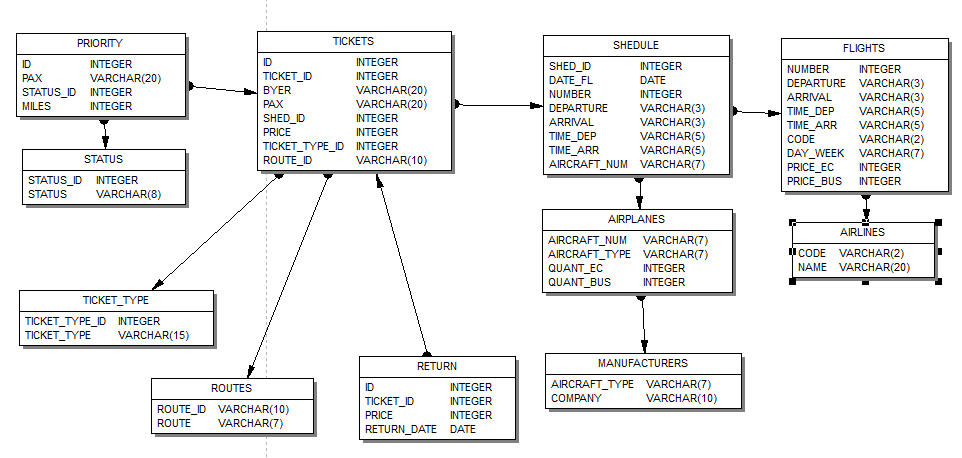 PRIORITY
ID INTEGER
PAX VARCHAR(20)
STATUS_ID INTEGER
MILES INTEGER
TICKETS
ID INTEGER
TICKET_ID INTEGER
BYER VARCHAR(20)
PAX VARCHAR(20)
SHED_ID INTEGER
PRICE INTEGER
TICKET_TYPE_ID INTEGER
ROUTE_ID VARCHAR(10)
SHEDULE
SHED_ID INTEGER
DATE_FL DATE
NUMBER INTEGER
DEPARTURE VARCHAR(3)
ARRIVAL VARCHAR(3)
TIME_DEP VARCHAR(5)
TIME_ARR VARCHAR(5)
AIRCRAFT_NUM VARCHAR(7)
FLIGHTS
NUMBER INTEGER
DEPARTURE VARCHAR(3)
ARRIVAL VARCHAR(3)
TIME_DEP VARCHAR(5)
TIME_ARR VARCHAR(5)
CODE VARCHAR(2)
DAY_WEEK VARCHAR(7)
PRICE_EC INTEGER
PRICE_BUS INTEGER
STATUS
STATUS_ID INTEGER
STATUS VARCHAR(8)
AIRPLANES
AIRCRAFT_NUM VARCHAR(7)
AIRCRAFT_TYPE VARCHAR(7)
QUANT_EC INTEGER
QUANT_BUS INTEGER
AIRLINES
CODE VARCHAR(2)
NAME VARCHAR(20)
TICKET_TYPE
TICKET_TYPE_ID INTEGER
TICKET_TYPE VARCHAR(15)
ROUTES
ROUTE_ID VARCHAR(10)
ROUTE VARCHAR(7)
RETURN
ID INTEGER
TICKET_ID INTEGER
PRICE INTEGER
RETURN_DATE DATE
MANUFACTURERS
AIRCRAFT_TYPE VARCHAR(7)
COMPANY VARCHAR(10)